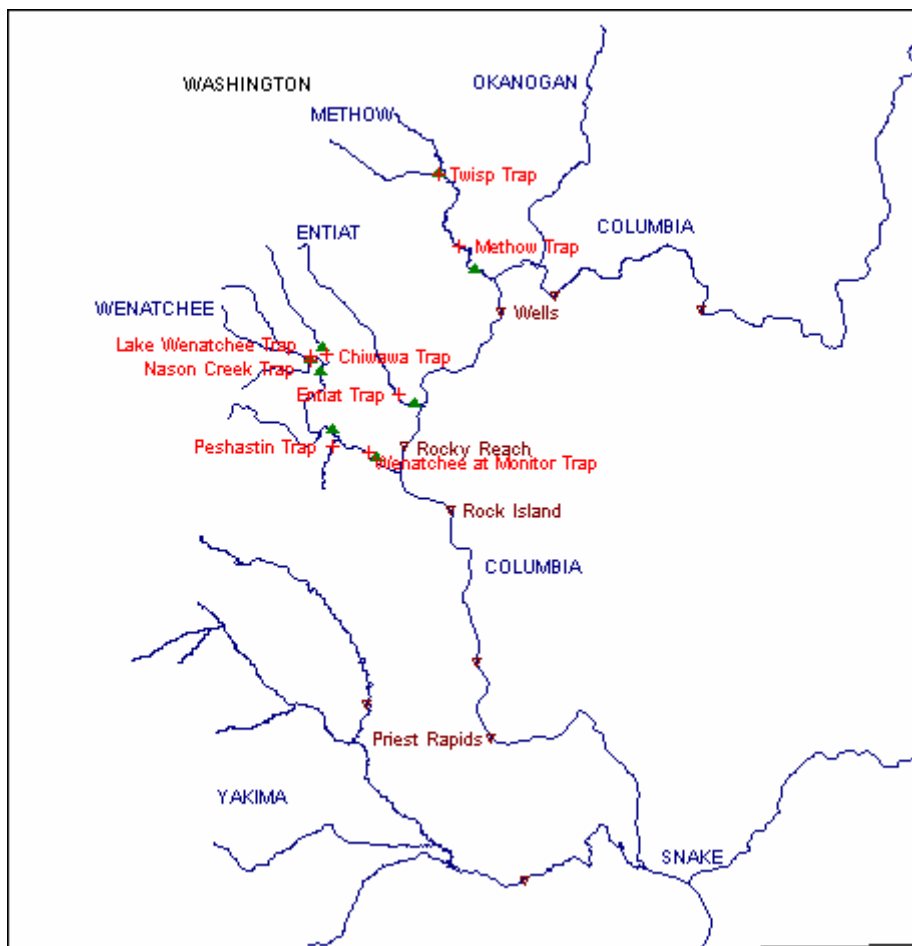 WASHINGTON
OKANOGAN
METHOW
Twisp Trap
ENTIAT
Methow Trap
COLUMBIA
WENATCHEE
Wells
Lake Wenatchee Trap
Chiwawa Trap
Nason Creek Trap
Entiat Trap
Peshastin Trap
Rocky Reach
Wenatchee at Monitor Trap
Rock Island
COLUMBIA
Priest Rapids
YAKIMA
SNAKE